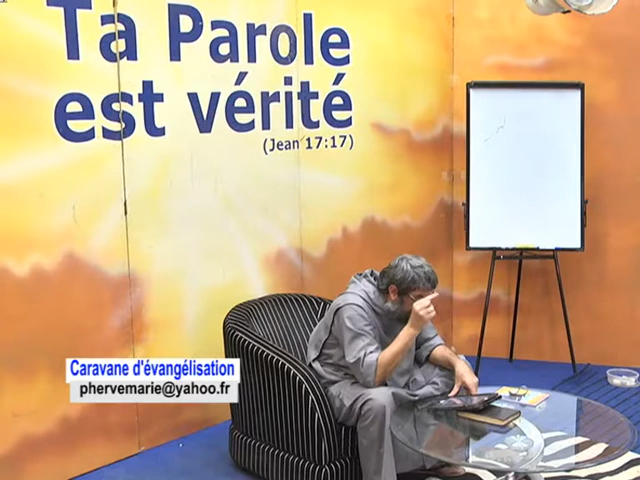 Ta Parole
est vérité
(Jean 17:17)
Caravane d'évangélisation
phervemarie@yahoo.fr